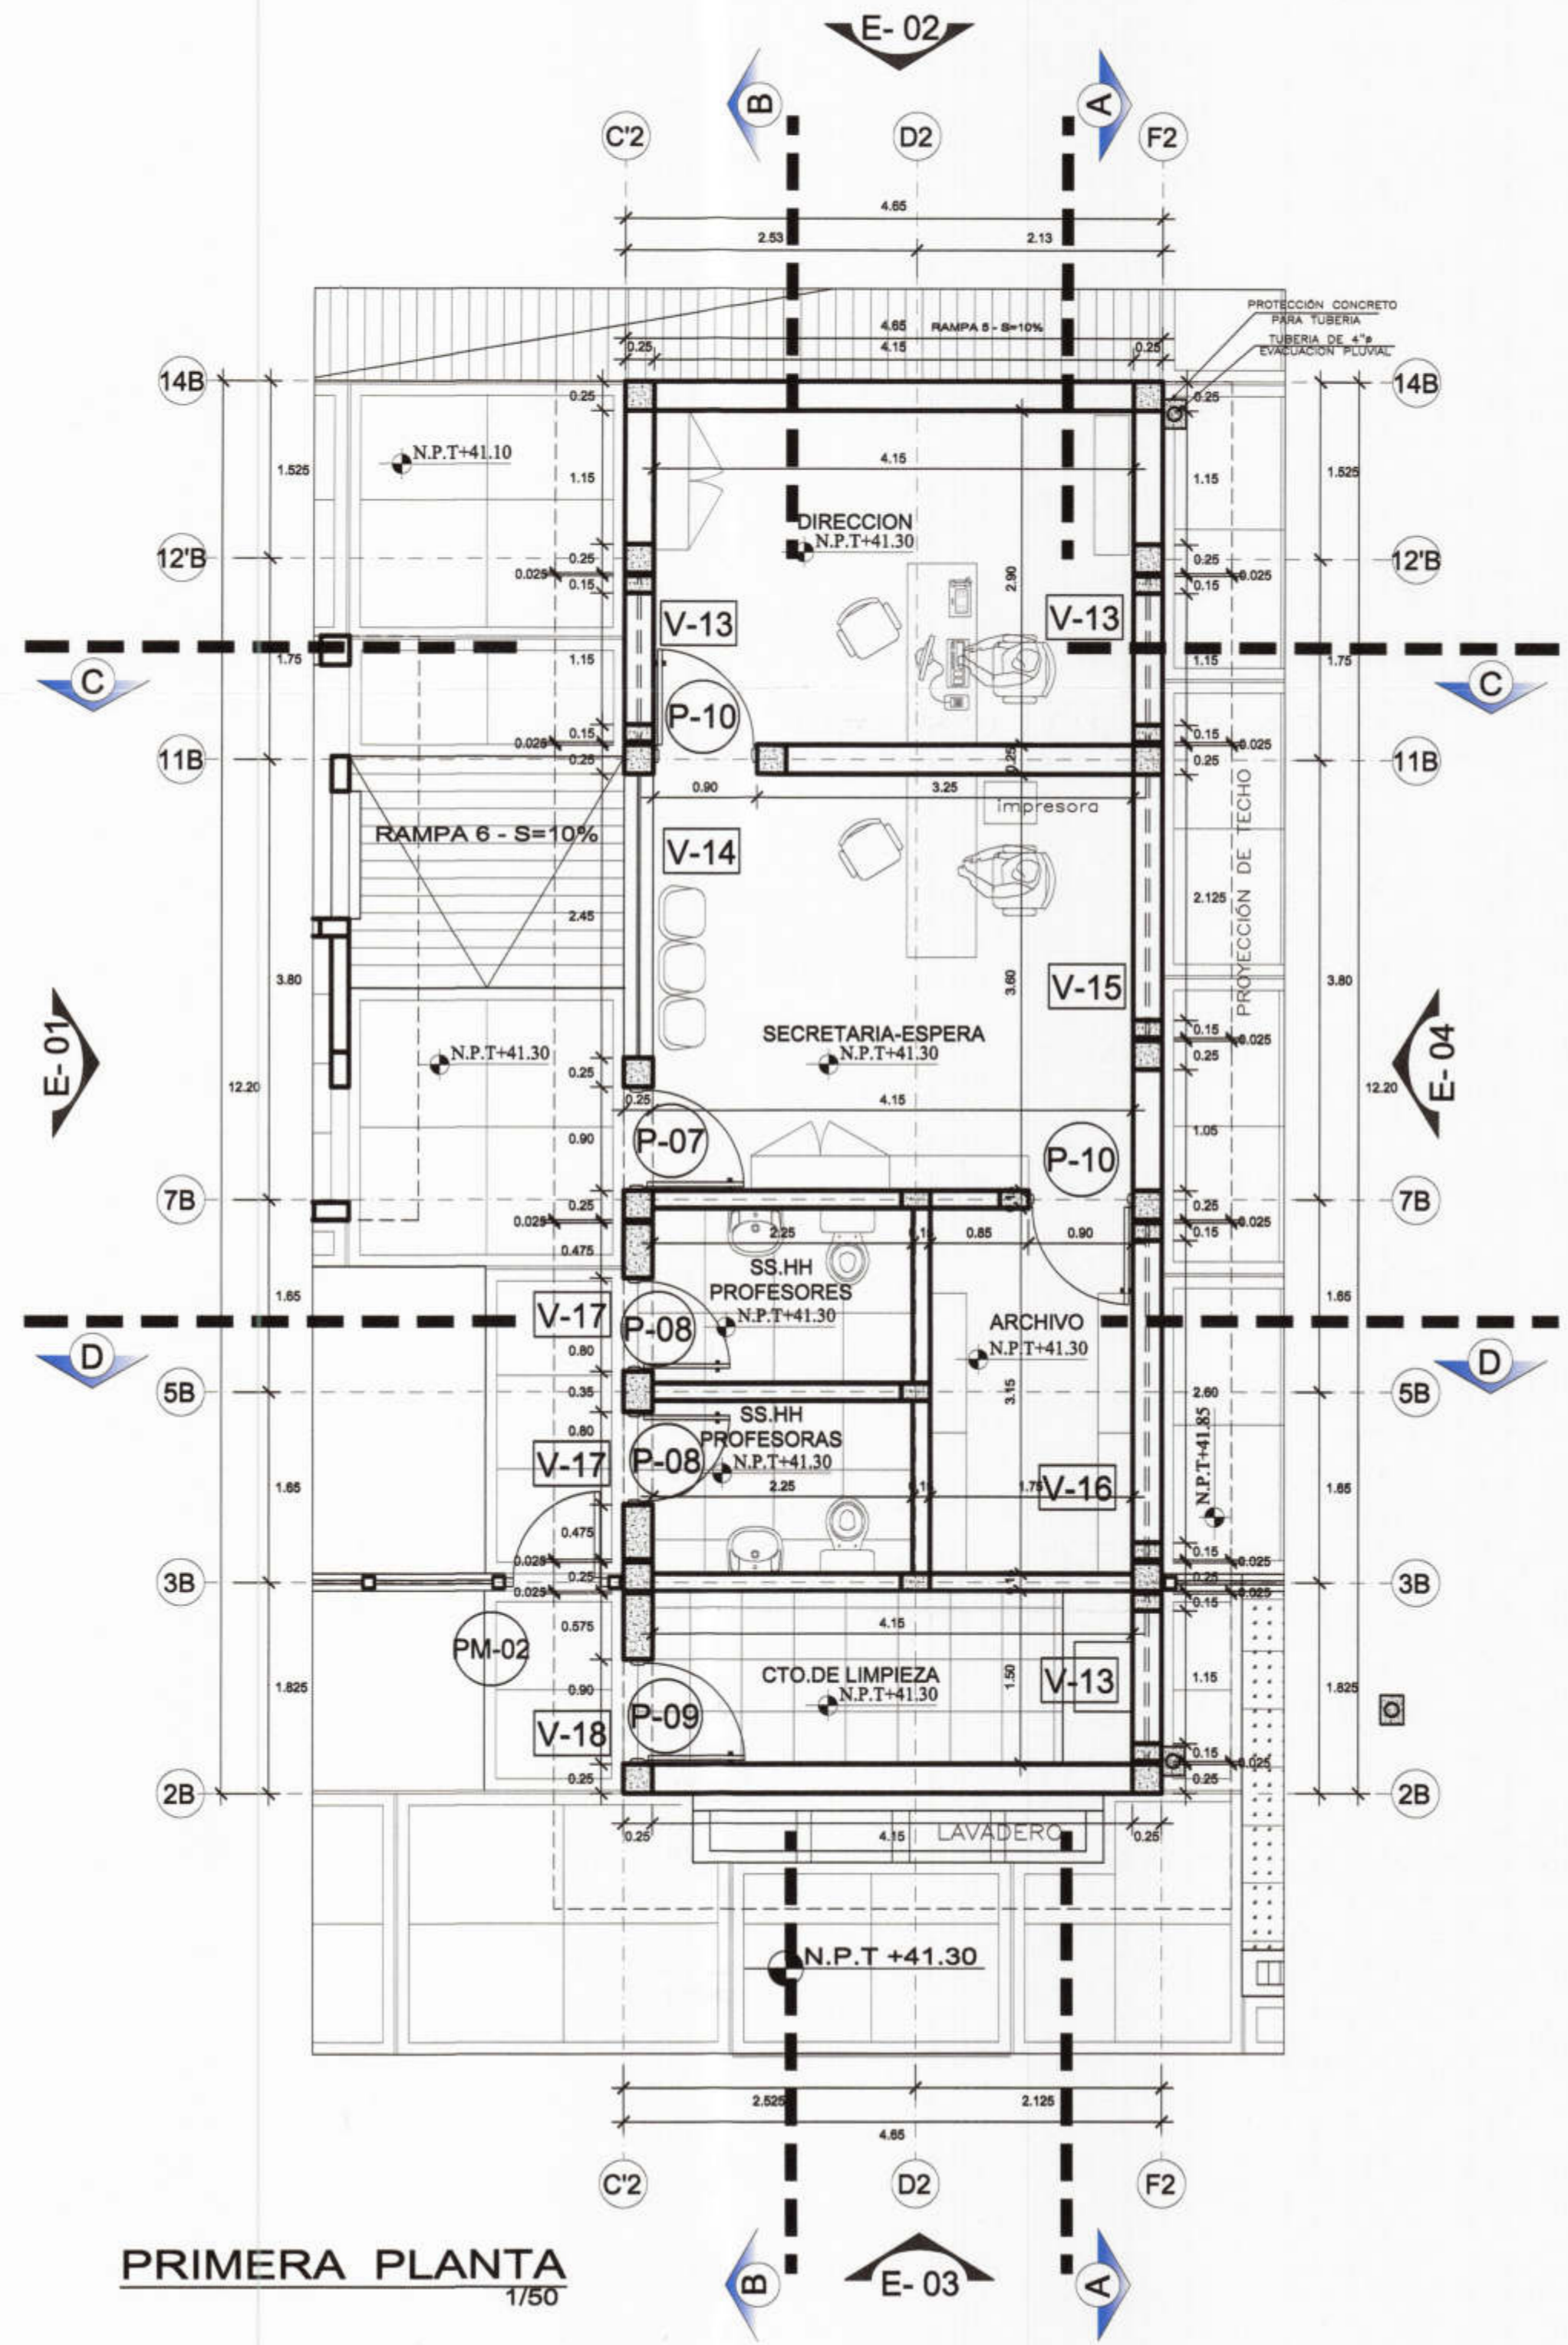 E- 02
B
A
C'2
D2
F2
4.65
2.53
2.13
PROTECCIÓN CONCRETO
PARA TUBERIA
TUBERIA DE 4"ø
EVACUACION PLUVIAL
4.65
RAMPA 5 - S=10%
0.25
4.15
0.25
14B
14B
0.25
0.25
N.P.T+41.10
4.15
1.525
1.15
1.15
1.525
DIRECCION
N.P.T+41.30
12'B
0.25
0.25
12'B
0.025
0.15
2.90
0.15
0.025
V-13
V-13
1.75
1.15
1.15
1.75
C
C
P-10
0.15
0.15
0.025
0.025
11B
0.25
0.25
0.25
11B
0.90
3.25
impresora
RAMPA 6 - S=10%
V-14
2.45
2.125
PROYECCIÓN DE TECHO
3.80
3.60
V-15
3.80
SECRETARIA-ESPERA
N.P.T+41.30
N.P.T+41.30
0.15
0.025
0.25
0.25
E- 01
E- 04
12.20
12.20
0.25
4.15
0.90
P-07
P-10
1.05
7B
0.25
0.25
7B
0.025
0.15
0.025
0.475
2.25
0.85
0.90
SS.HH
PROFESORES
N.P.T+41.30
1.65
1.65
V-17
P-08
ARCHIVO
N.P.T+41.30
D
D
0.80
5B
0.35
3.15
2.60
5B
0.80
SS.HH
PROFESORAS
N.P.T+41.30
V-17
P-08
N.P.T+41.85
1.65
2.25
1.75
V-16
1.65
0.475
0.025
0.15
0.025
3B
0.25
0.25
3B
0.025
0.15
0.025
0.575
4.15
PM-02
CTO.DE LIMPIEZA
N.P.T+41.30
1.50
V-13
1.15
1.825
0.90
1.825
V-18
P-09
0.15
0.025
0.25
0.25
2B
2B
0.25
4.15
LAVADERO
0.25
N.P.T +41.30
2.525
2.125
4.65
C'2
D2
F2
PRIMERA PLANTA
1/50
B
E- 03
A